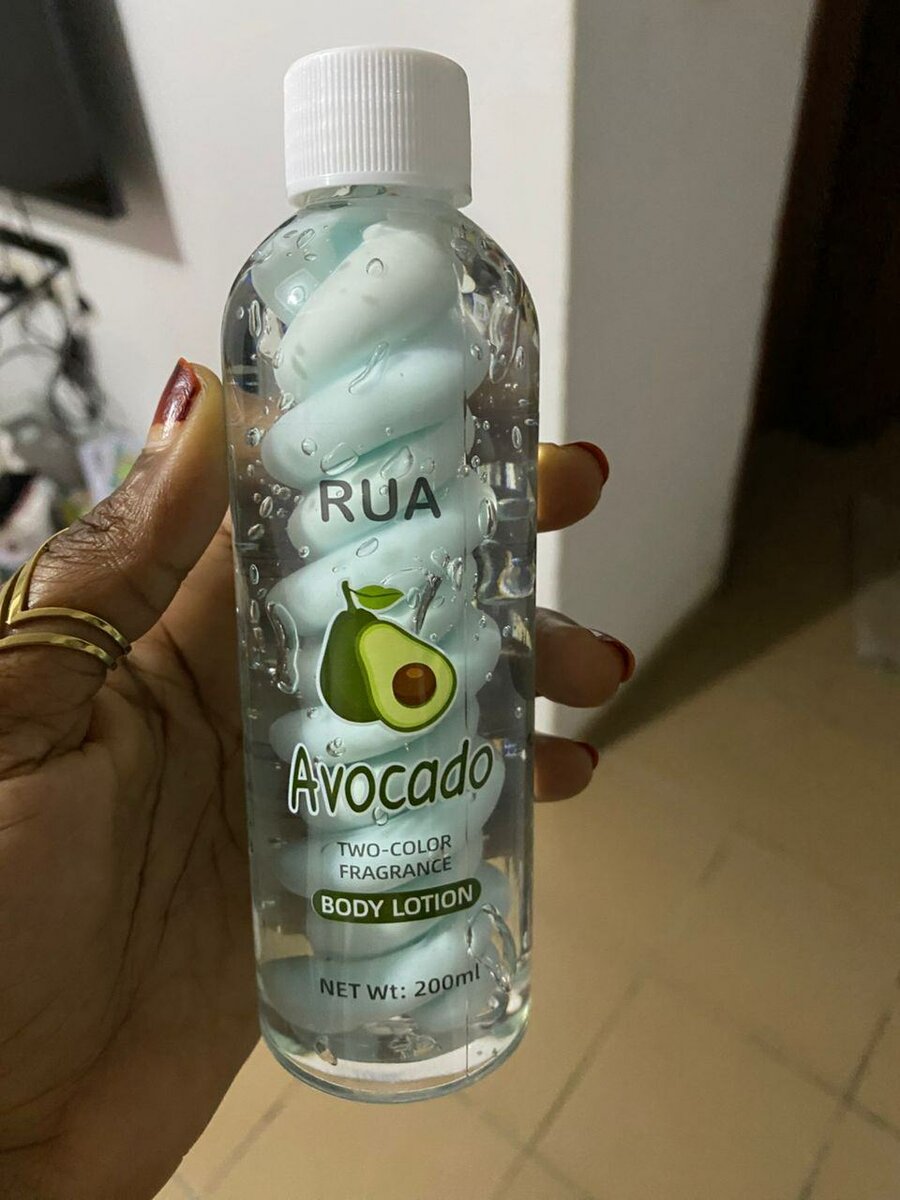 RUA
Avocado
TWO-COLOR
FRAGRANCE
BODY LOTION
NET Wt: 200ml